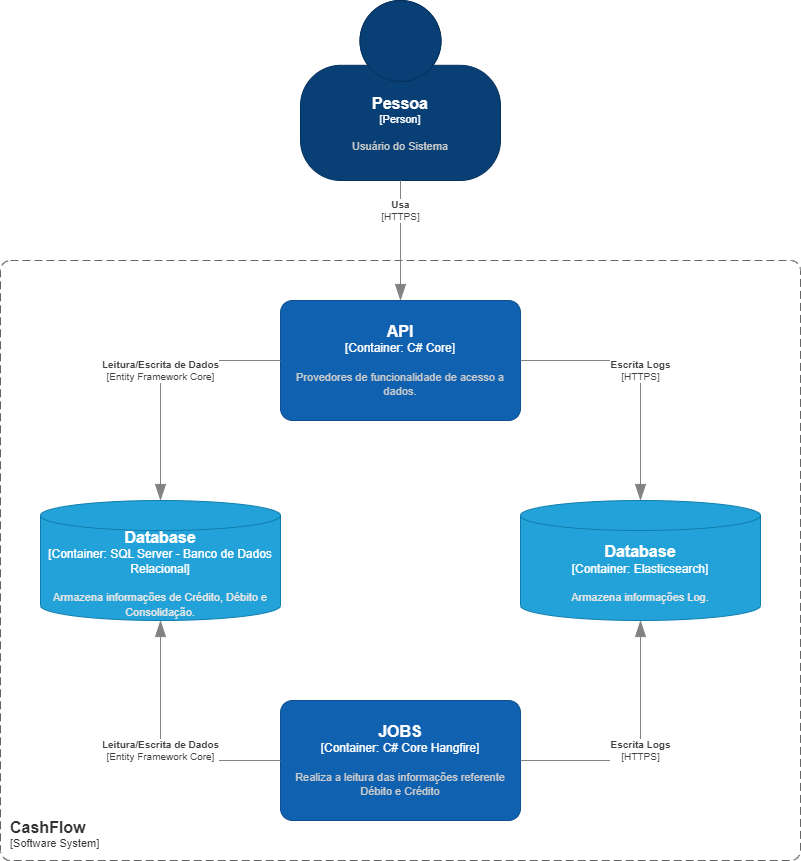 Pessoa
[Person]
Usuário do Sistema
Usa
[HTTPS]
API
[Container: C# Core]
Provedores de funcionalidade de acesso a
dados.
Leitura/Escrita de Dados
[Entity Framework Core]
Escrita Logs
[HTTPS]
Database
[Container: SQL Server - Banco de Dados
Relacional]
Armazena informações de Crédito, Débito e
Consolidação.
Database
[Container: Elasticsearch]
Armazena informações Log.
Leitura/Escrita de Dados
[Entity Framework Core]
JOBS
[Container: C# Core Hangfire]
Realiza a leitura das informações referente
Débito e Crédito
Escrita Logs
[HTTPS]
CashFlow
[Software System]